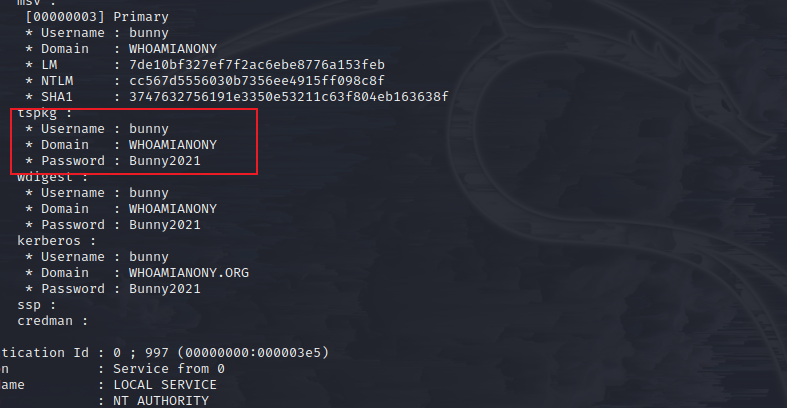 msv :
[00000003] Primary
* Username : bunny
* Domain   : WHOAMIANONY
* LM       : 7de10bf327ef7f2ac6ebe8776a153feb
* NTLM     : cc567d5556030b7356ee4915ff098c8f
* SHA1     : 3747632756191e3350e53211c63f804eb163638f
tspkg :
* Username : bunny
* Domain   : WHOAMIANONY
* Password : Bunny2021
wdigest :
* Username : bunny
* Domain   : WHOAMIANONY
* Password : Bunny2021
kerberos :
* Username : bunny
* Domain   : WHOAMIANONY.ORG
* Password : Bunny2021
ssp :
credman :
tication Id : 0 ; 997 (00000000:000003e5)
on           : Service from 0
ame         : LOCAL SERVICE
: NT AUTHORITY